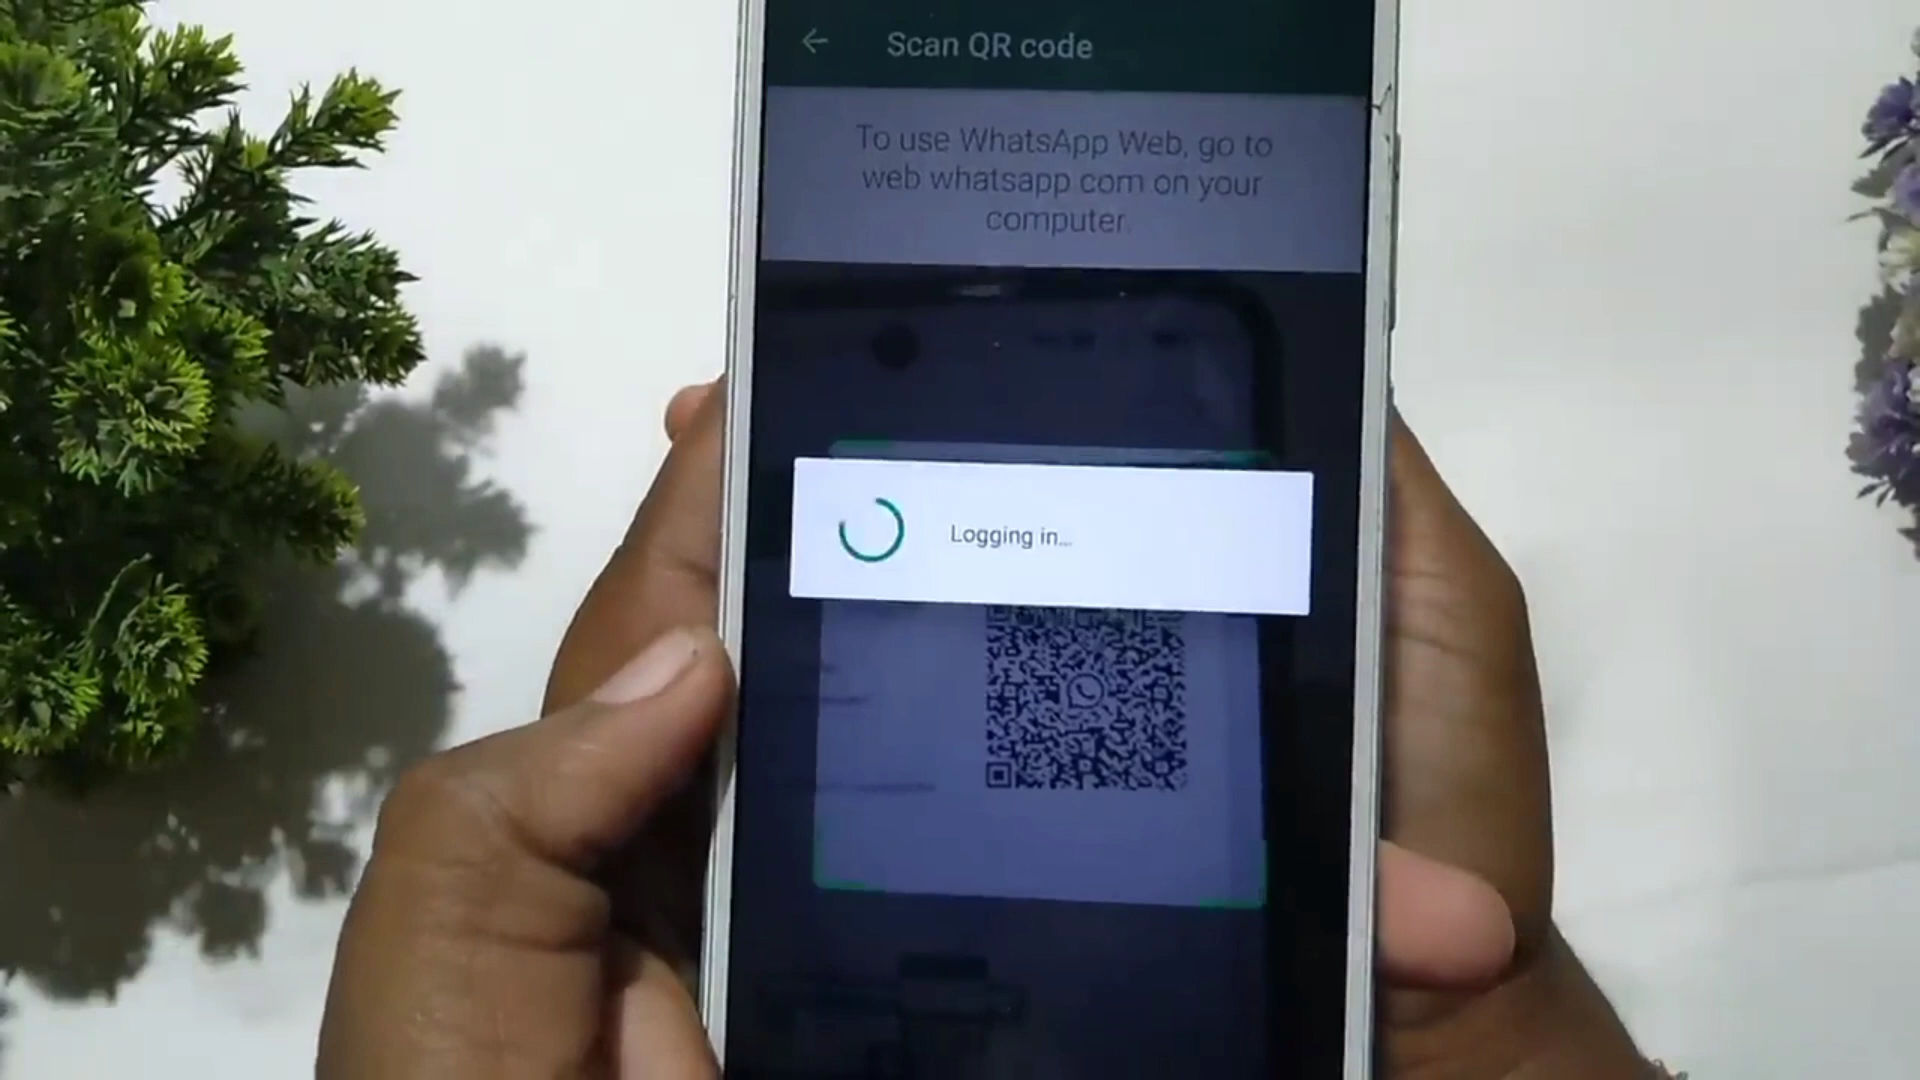 Scan QR code
To use WhatsApp Web, go to
web whatsapp com on your
computer.
Logging in...